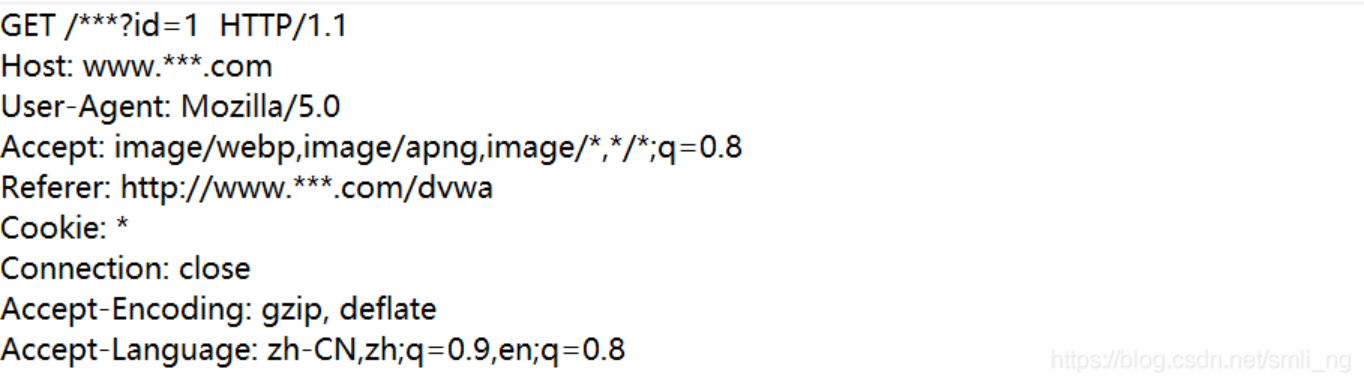 GET /***?id=1  HTTP/1.1
Host: www.***.com
User-Agent: Mozilla/5.0
Accept: image/webp,image/apng,image/*,*/*;q=0.8
Referer: http://www.***.com/dvwa
Cookie: *
Connection: close
Accept-Encoding: gzip, deflate
Accept-Language: zh-CN,zh;q=0.9,en;q=0.8
https://blog.csdn.net/smli_ng